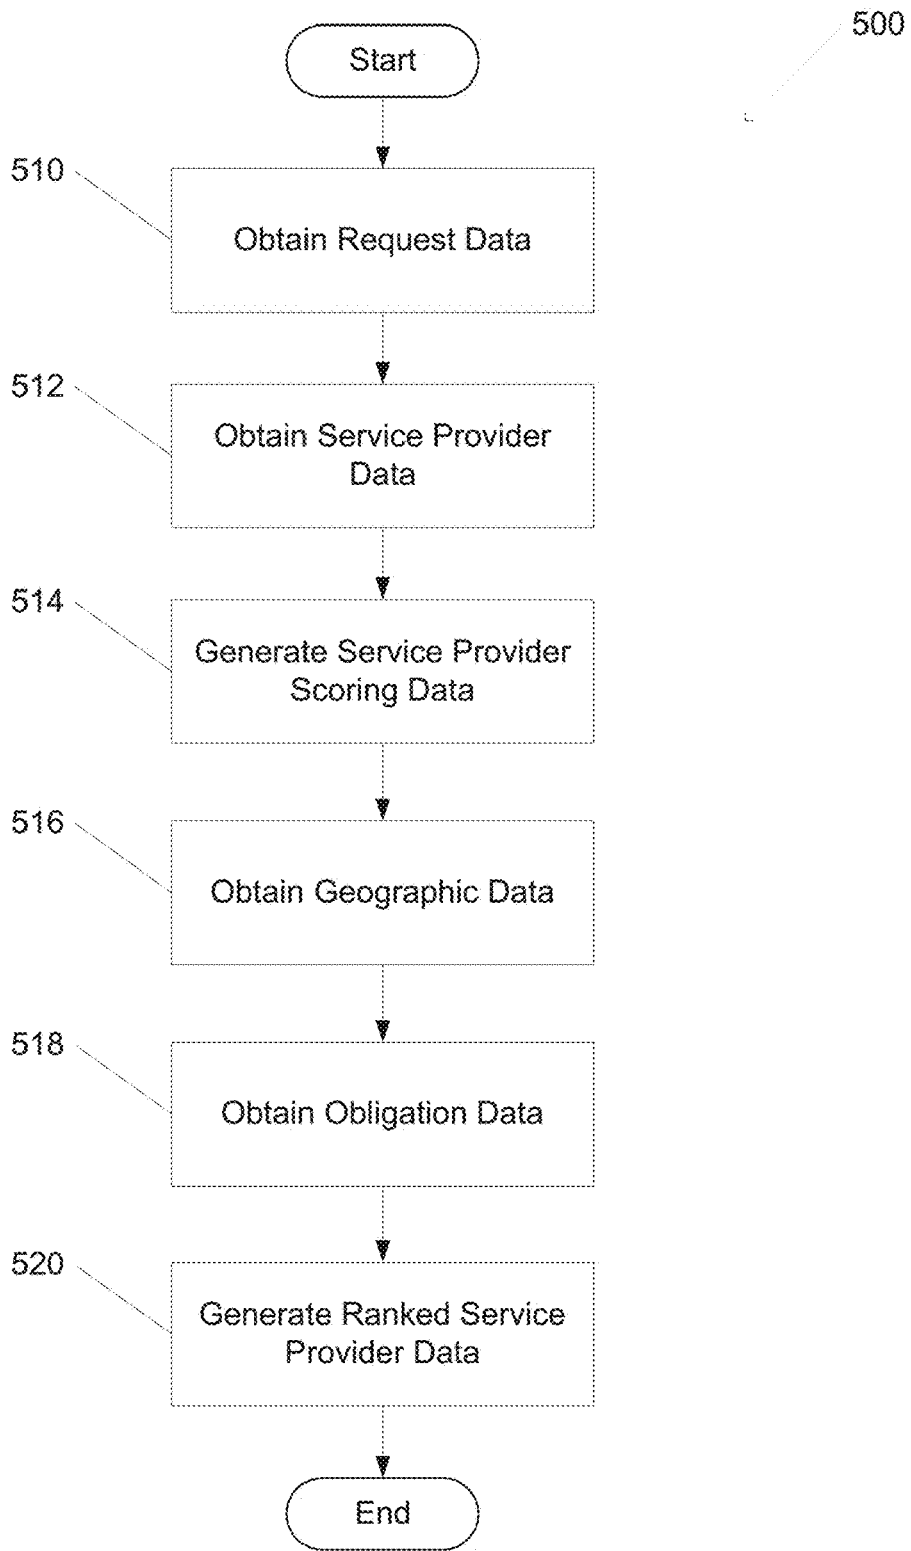 500
Start
510
Obtain Request Data
512
Obtain Service Provider
Data
514
Generate Service Provider
Scoring Data
516
Obtain Geographic Data
518
Obtain Obligation Data
520
Generate Ranked Service
Provider Data
End